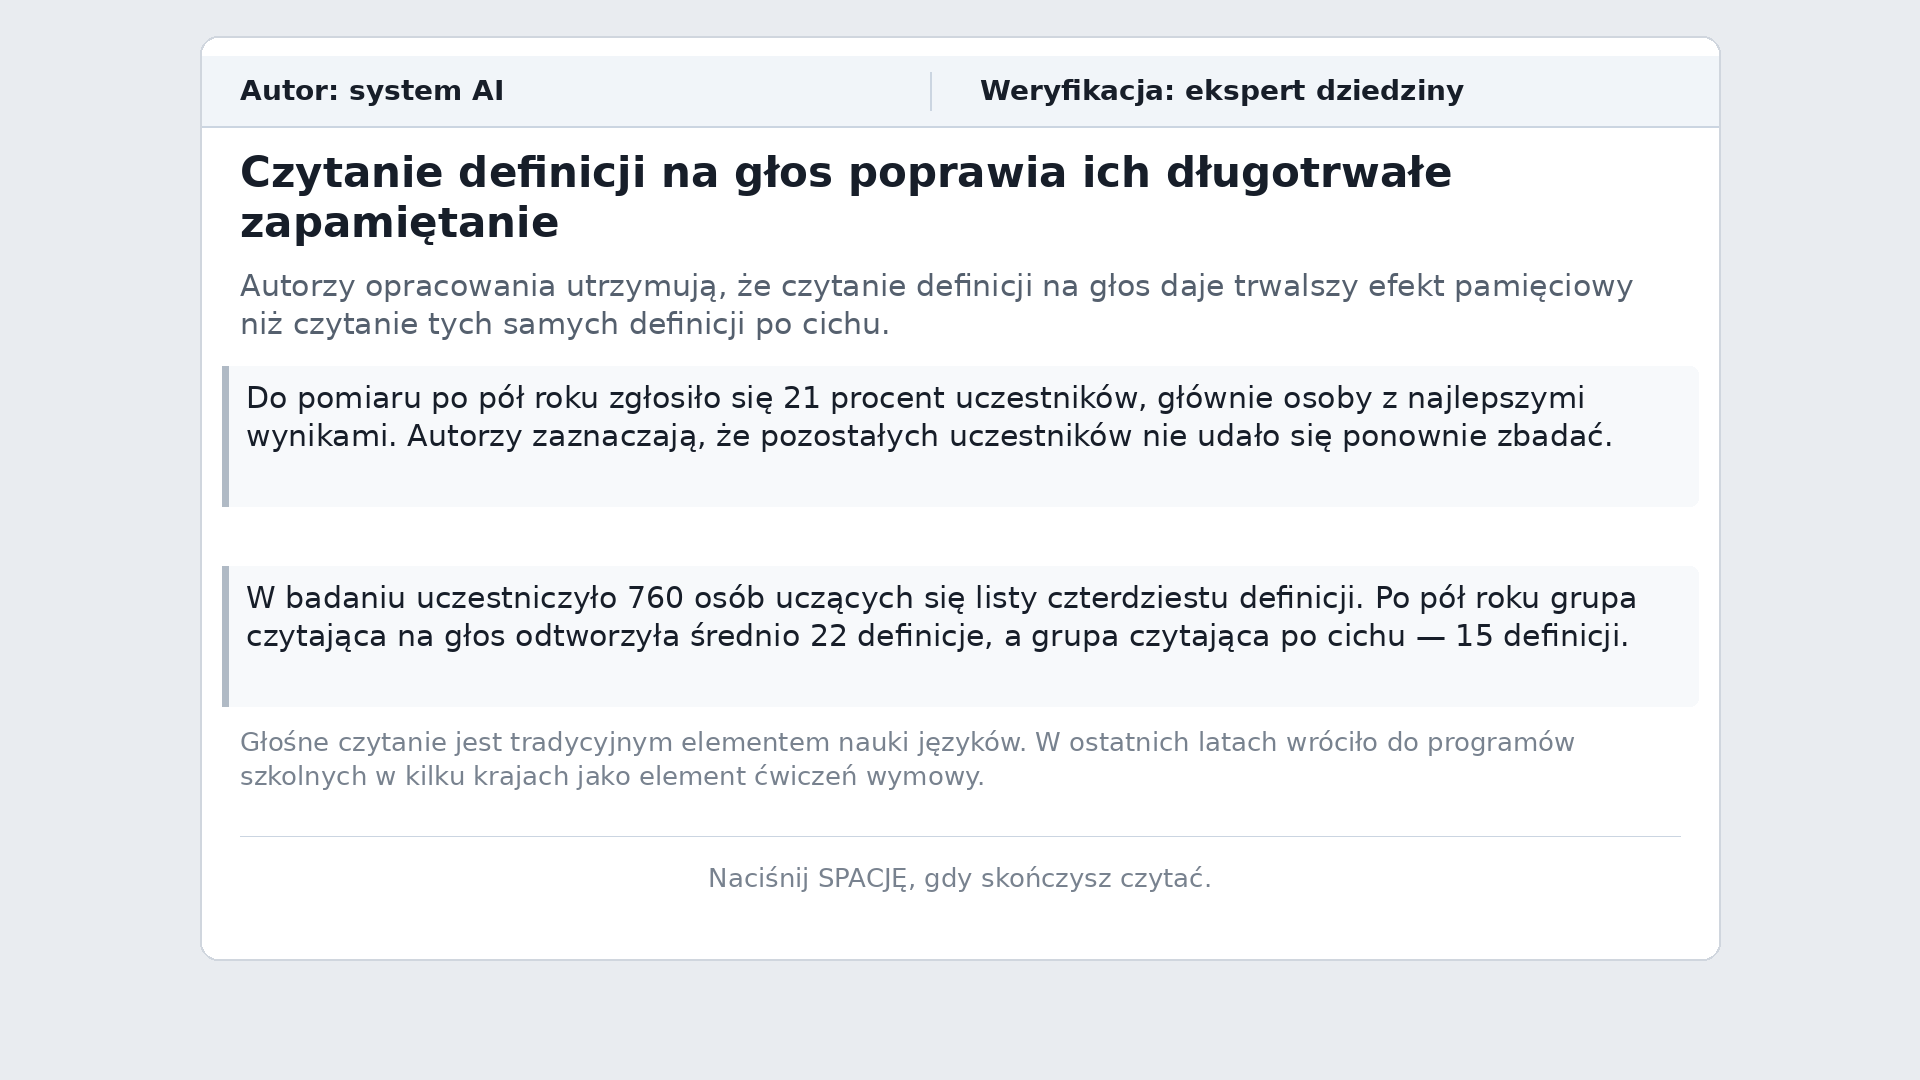 Autor: system AI
Weryfikacja: ekspert dziedziny
Czytanie definicji na głos poprawia ich długotrwałe
zapamiętanie
Autorzy opracowania utrzymują, że czytanie definicji na głos daje trwalszy efekt pamięciowy
niż czytanie tych samych definicji po cichu.
Do pomiaru po pół roku zgłosiło się 21 procent uczestników, głównie osoby z najlepszymi
wynikami. Autorzy zaznaczają, że pozostałych uczestników nie udało się ponownie zbadać.
W badaniu uczestniczyło 760 osób uczących się listy czterdziestu definicji. Po pół roku grupa
czytająca na głos odtworzyła średnio 22 definicje, a grupa czytająca po cichu — 15 definicji.
Głośne czytanie jest tradycyjnym elementem nauki języków. W ostatnich latach wróciło do programów
szkolnych w kilku krajach jako element ćwiczeń wymowy.
Naciśnij SPACJĘ, gdy skończysz czytać.